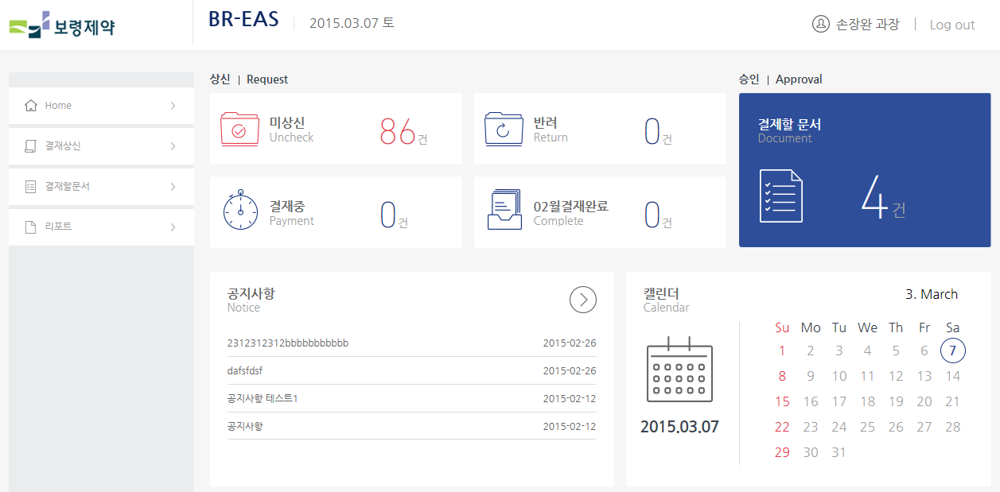 보령제약
BR-EAS
2015.03.07 토
손장완 과장 | Log out
Home
결재상신
결재할문서
리포트
상신 | Request
미상신
Uncheck
86건
반려
Return
0건
결재중
Payment
0건
02월결재완료
Complete
0건
승인 | Approval
결제할 문서
Document
4건
공지사항
Notice
2312312312bbbbbbbbbbb 2015-02-26
dafsfdsf 2015-02-26
공지사항 테스트1 2015-02-12
공지사항 2015-02-12
캘린더
Calendar
2015.03.07
3. March
Su Mo Tu We Th Fr Sa
1 2 3 4 5 6 7
8 9 10 11 12 13 14
15 16 17 18 19 20 21
22 23 24 25 26 27 28
29 30 31